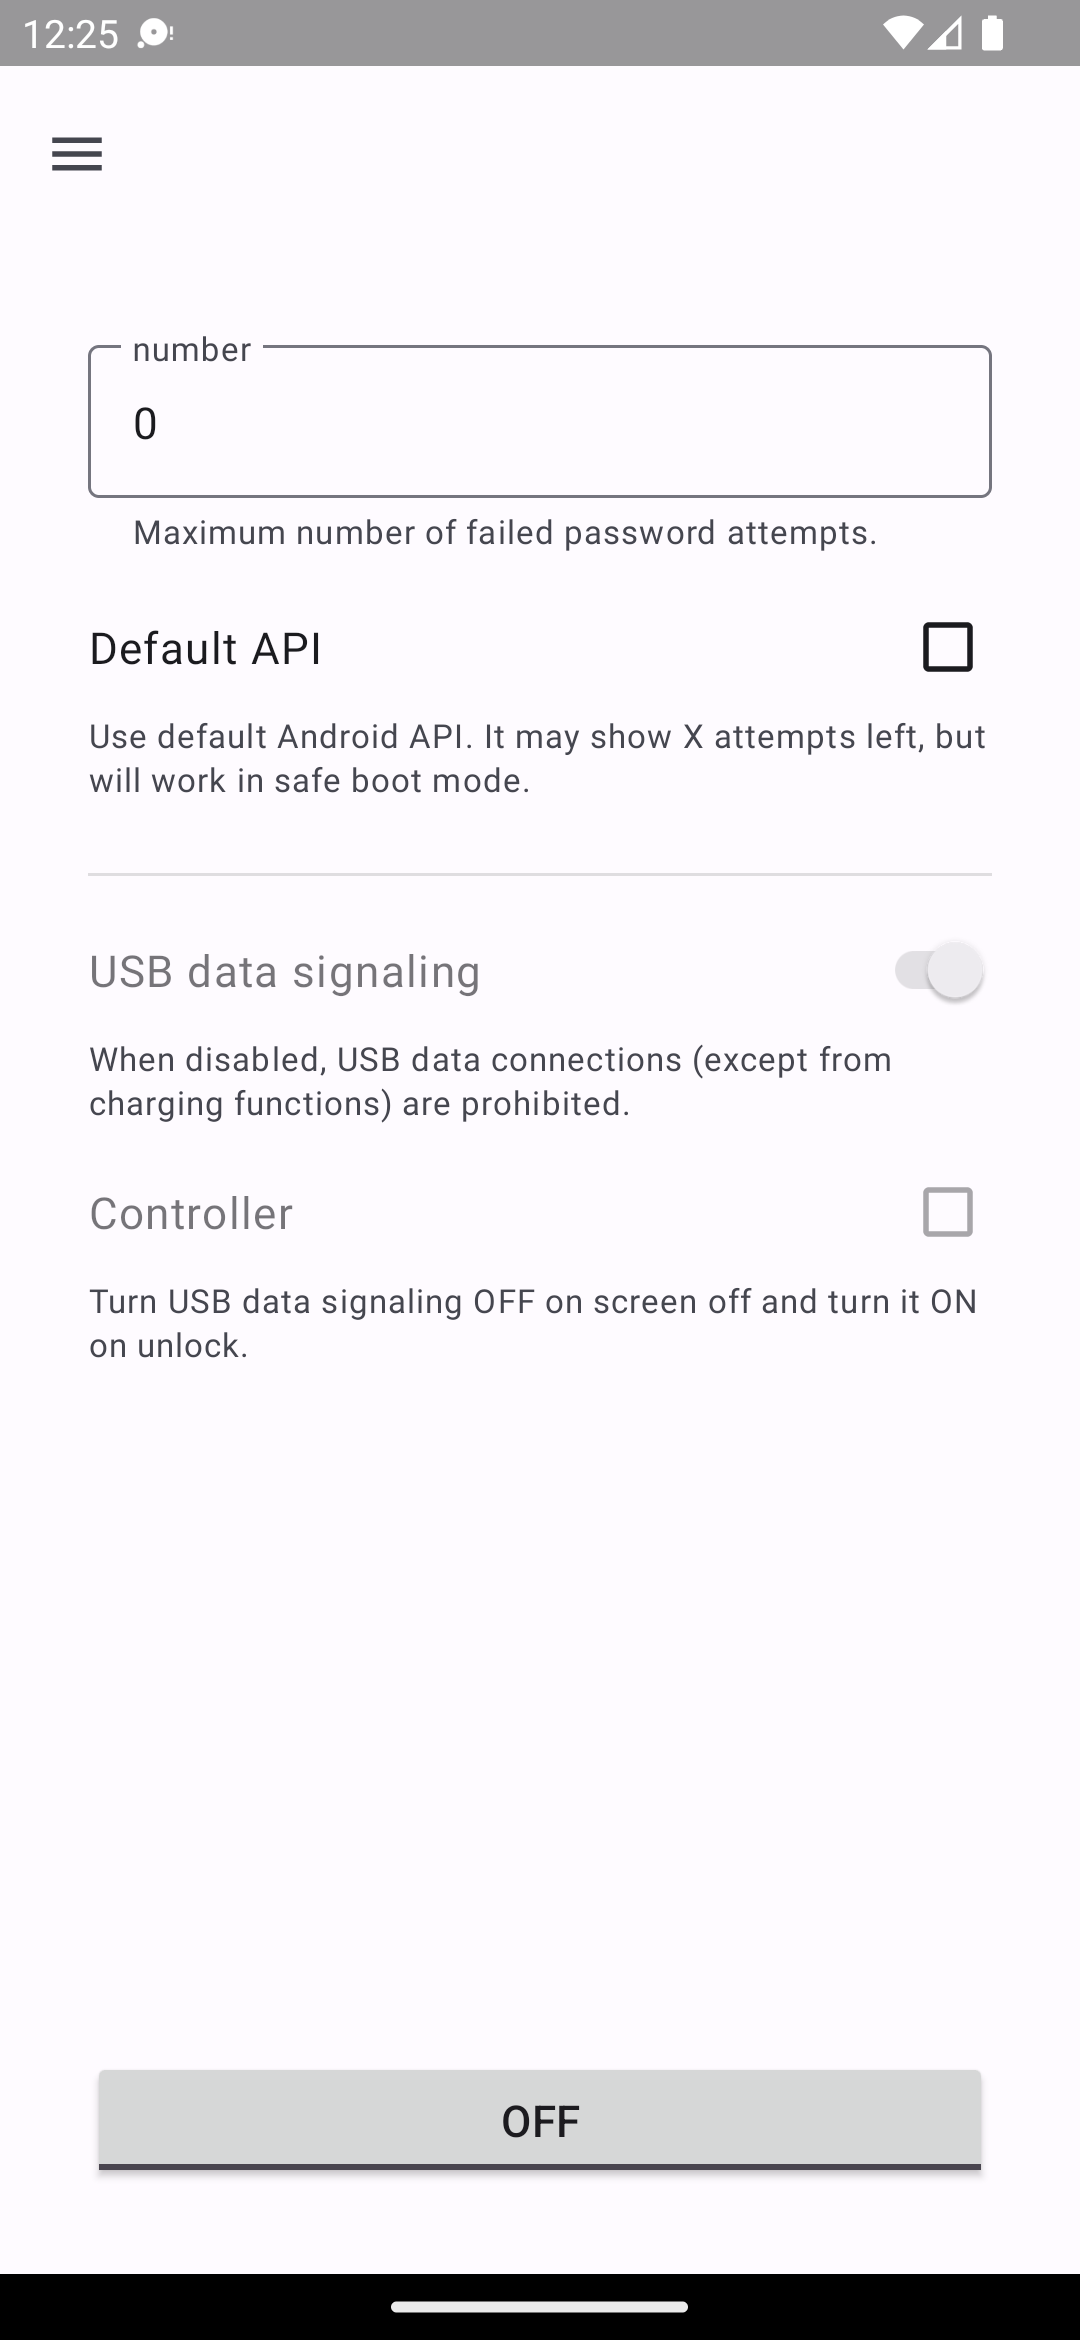 12:25
number
0
Maximum number of failed password attempts.
Default API
Use default Android API. It may show X attempts left, but
will work in safe boot mode.
USB data signaling
When disabled, USB data connections (except from
charging functions) are prohibited.
Controller
Turn USB data signaling OFF on screen off and turn it ON
on unlock.
OFF